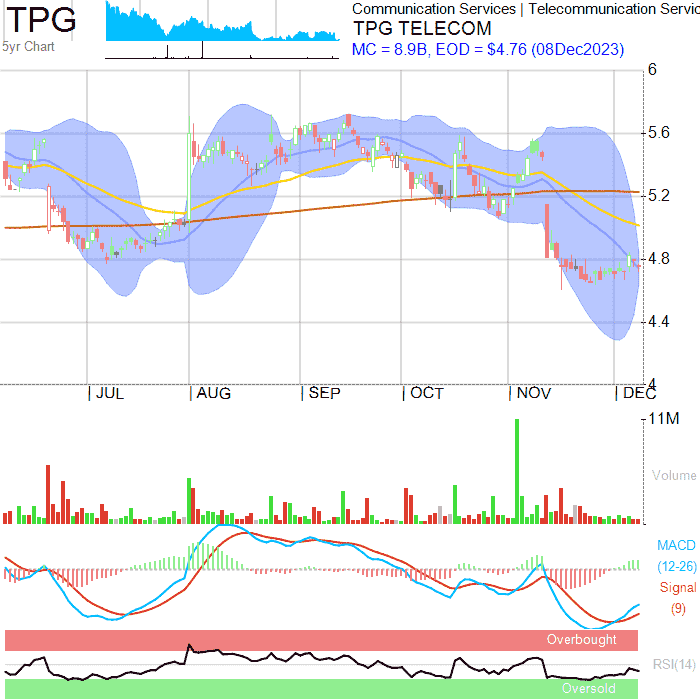 TPG
5yr Chart
Communication Services | Telecommunication Servic
TPG TELECOM
MC = 8.9B, EOD = $4.76 (08Dec2023)
6
5.6
5.2
4.8
4.4
4
| JUL | AUG | SEP | OCT | NOV | DEC
11M
Volume
MACD
(12-26)
Signal
(9)
Overbought
RSI(14)
Oversold